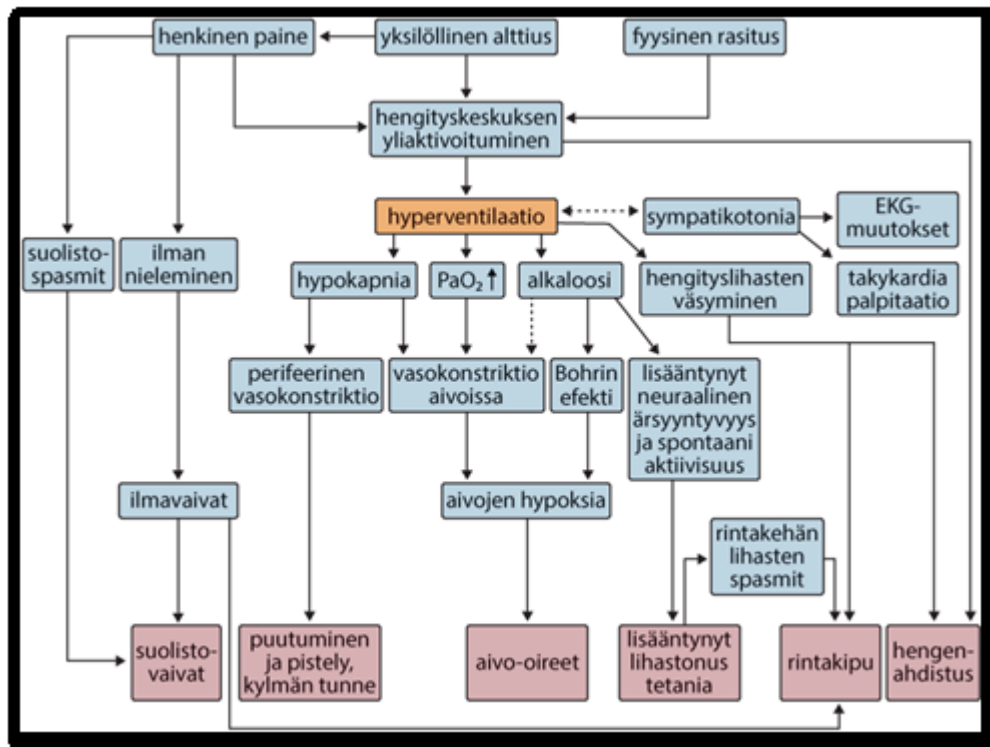 henkinen paine
yksilöllinen alttius
fyysinen rasitus
hengityskeskuksen
yliaktivoituminen
hyperventilaatio
sympatikotonia
EKG-
muutokset
suolisto-
spasmit
ilman
nieleminen
hypokapnia
PaO₂ ↑
alkaloosi
hengityslihasten
väsyminen
takykardia
palpitaatio
perifeerinen
vasokonstriktio
vasokonstriktio
aivoissa
Bohrin
efekti
lisääntynyt
neuraalinen
ärsyyntyvyys
ja spontaani
aktiivisuus
ilmavaivat
aivojen hypoksia
rintakehän
lihasten
spasmit
suolisto-
vaivat
puutuminen
ja pistely,
kylmän tunne
aivo-oireet
lisääntynyt
lihastonus
tetania
rintakipu
hengen-
ahdistus